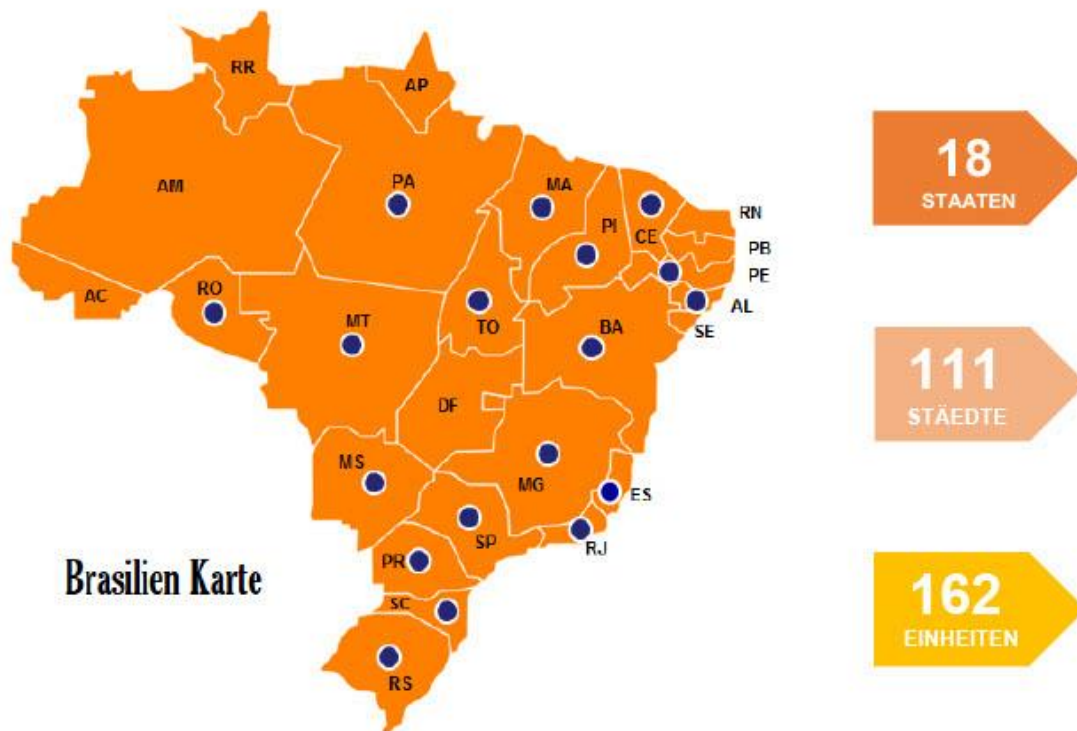 RR
AP
AM
PA
MA
PI
CE
RN
PB
PE
AL
SE
AC
RO
MT
TO
BA
DF
MS
MG
ES
SP
RJ
PR
SC
RS
Brasilien Karte
18
STAATEN
111
STÄEDTE
162
EINHEITEN